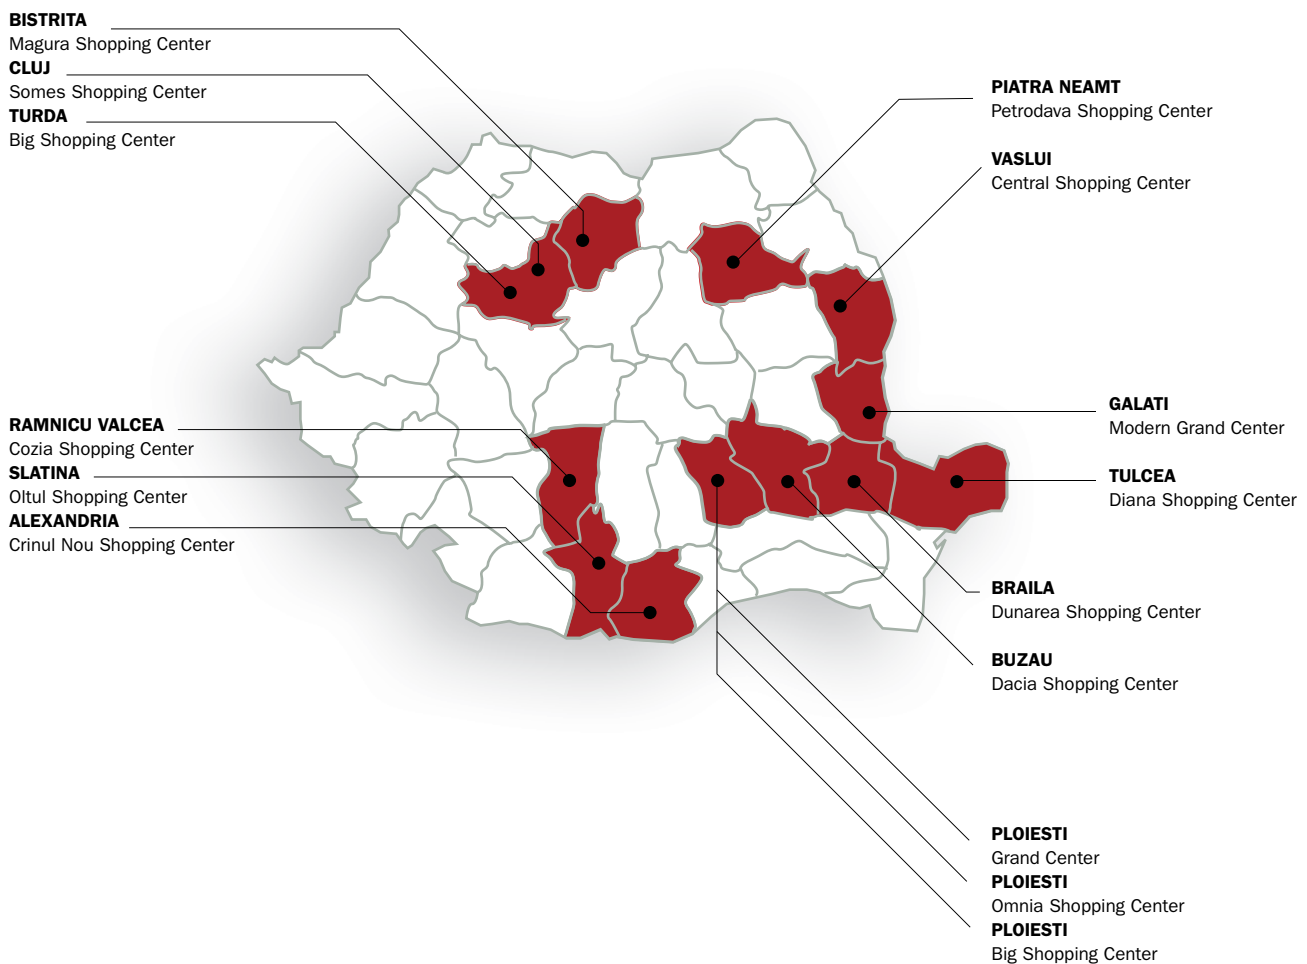 BISTRITA
Magura Shopping Center
CLUJ
Somes Shopping Center
TURDA
Big Shopping Center
PIATRA NEAMT
Petrodava Shopping Center
VASLUI
Central Shopping Center
RAMNICU VALCEA
Cozia Shopping Center
SLATINA
Oltul Shopping Center
ALEXANDRIA
Crinul Nou Shopping Center
GALATI
Modern Grand Center
TULCEA
Diana Shopping Center
BRAILA
Dunarea Shopping Center
BUZAU
Dacia Shopping Center
PLOIESTI
Grand Center
PLOIESTI
Omnia Shopping Center
PLOIESTI
Big Shopping Center